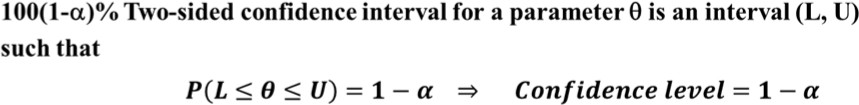 100(1-α)% Two-sided confidence interval for a parameter θ is an interval (L, U)
such that
P(L ≤ θ ≤ U) = 1 − α ⇒ Confidence level = 1 − α